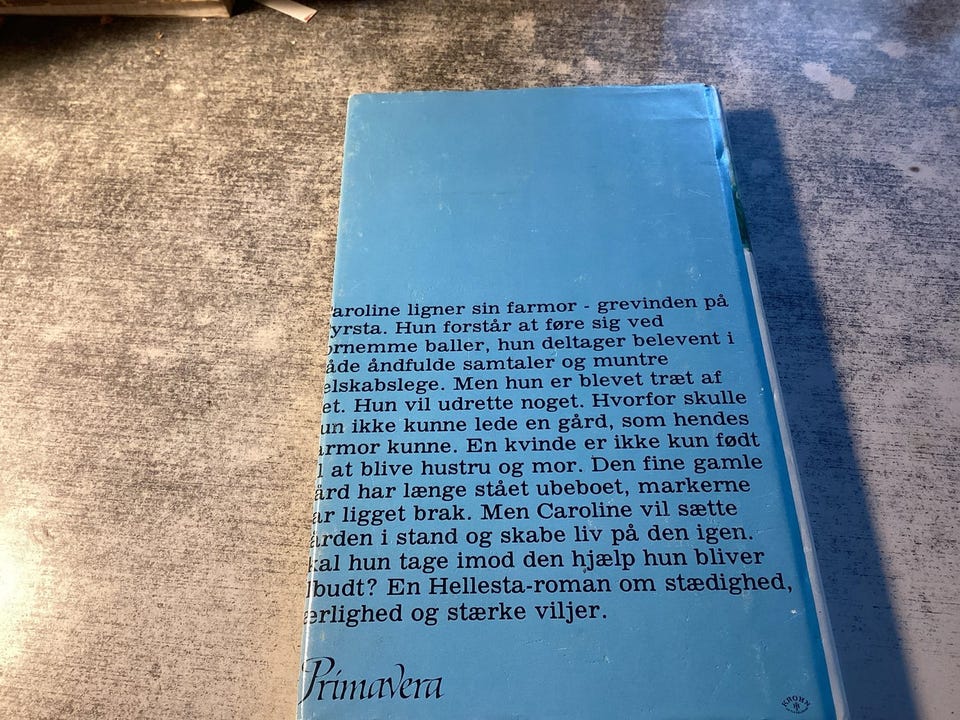 aroline ligner sin farmor - grevinden på
yrsta. Hun forstår at føre sig ved
ornemme baller, hun deltager belevent i
åde åndfulde samtaler og muntre
elskabslege. Men hun er blevet træt af
et. Hun vil udrette noget. Hvorfor skulle
un ikke kunne lede en gård, som hendes
armor kunne. En kvinde er ikke kun født
l at blive hustru og mor. Den fine gamle
ård har længe stået ubeboet, markerne
ar ligget brak. Men Caroline vil sætte
ården i stand og skabe liv på den igen.
kal hun tage imod den hjælp hun bliver
lbudt? En Hellesta-roman om stædighed,
ærlighed og stærke viljer.
Primavera
KROHN